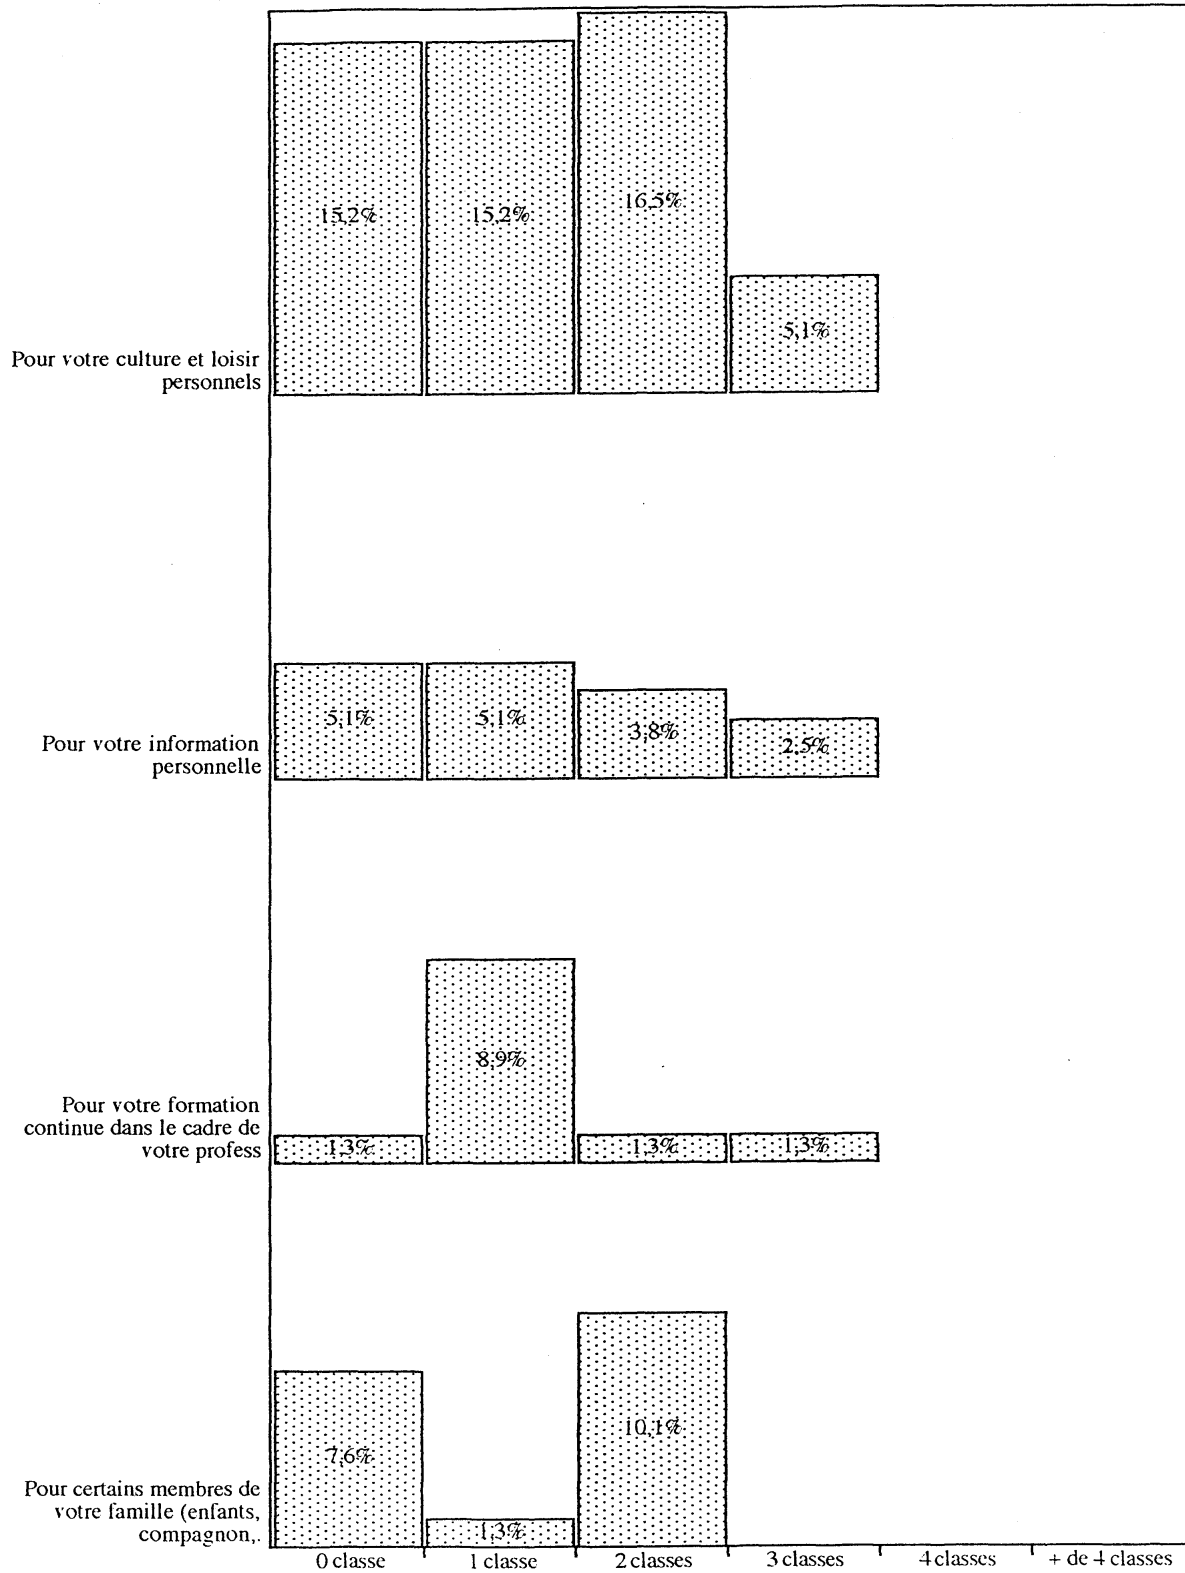 15,2%
15,2%
16,5%
5,1%
Pour votre culture et loisir
personnels
5,1%
5,1%
3,8%
2,5%
Pour votre information
personnelle
8,9%
Pour votre formation
continue dans le cadre de
votre profess
1,3%
1,3%
1,3%
7,6%
10,1%
Pour certains membres de
votre famille (enfants,
compagnon,.
1,3%
0 classe
1 classe
2 classes
3 classes
4 classes
+ de 4 classes